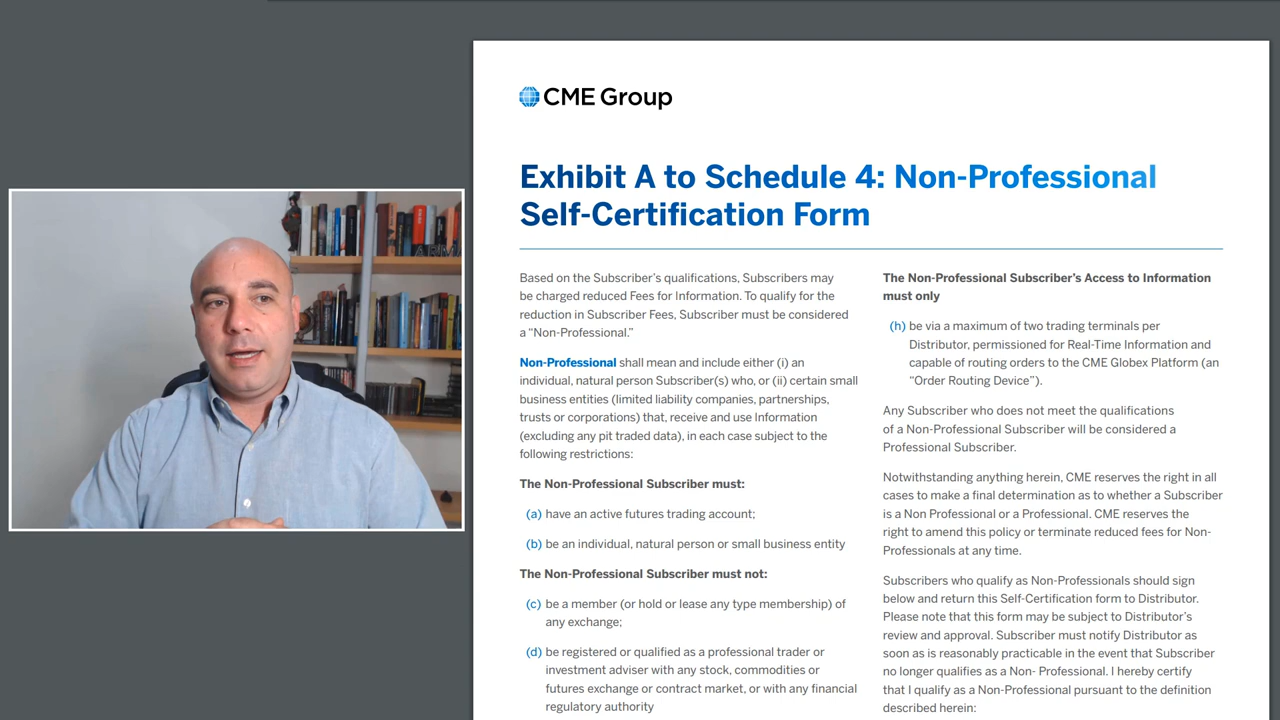 CME Group
Exhibit A to Schedule 4: Non-Professional
Self-Certification Form
Based on the Subscriber's qualifications, Subscribers may
be charged reduced Fees for Information. To qualify for the
reduction in Subscriber Fees, Subscriber must be considered
a “Non-Professional.”
Non-Professional shall mean and include either (i) an
individual, natural person Subscriber(s) who, or (ii) certain small
business entities (limited liability companies, partnerships,
trusts or corporations) that, receive and use Information
(excluding any pit traded data), in each case subject to the
following restrictions:
The Non-Professional Subscriber must:
(a) have an active futures trading account;
(b) be an individual, natural person or small business entity
The Non-Professional Subscriber must not:
(c) be a member (or hold or lease any type membership) of
any exchange;
(d) be registered or qualified as a professional trader or
investment adviser with any stock, commodities or
futures exchange or contract market, or with any financial
regulatory authority
The Non-Professional Subscriber's Access to Information
must only
(h) be via a maximum of two trading terminals per
Distributor, permissioned for Real-Time Information and
capable of routing orders to the CME Globex Platform (an
“Order Routing Device”).
Any Subscriber who does not meet the qualifications
of a Non-Professional Subscriber will be considered a
Professional Subscriber.
Notwithstanding anything herein, CME reserves the right in all
cases to make a final determination as to whether a Subscriber
is a Non Professional or a Professional. CME reserves the
right to amend this policy or terminate reduced fees for Non-
Professionals at any time.
Subscribers who qualify as Non-Professionals should sign
below and return this Self-Certification form to Distributor.
Please note that this form may be subject to Distributor's
review and approval. Subscriber must notify Distributor as
soon as is reasonably practicable in the event that Subscriber
no longer qualifies as a Non- Professional. I hereby certify
that I qualify as a Non-Professional pursuant to the definition
described herein: